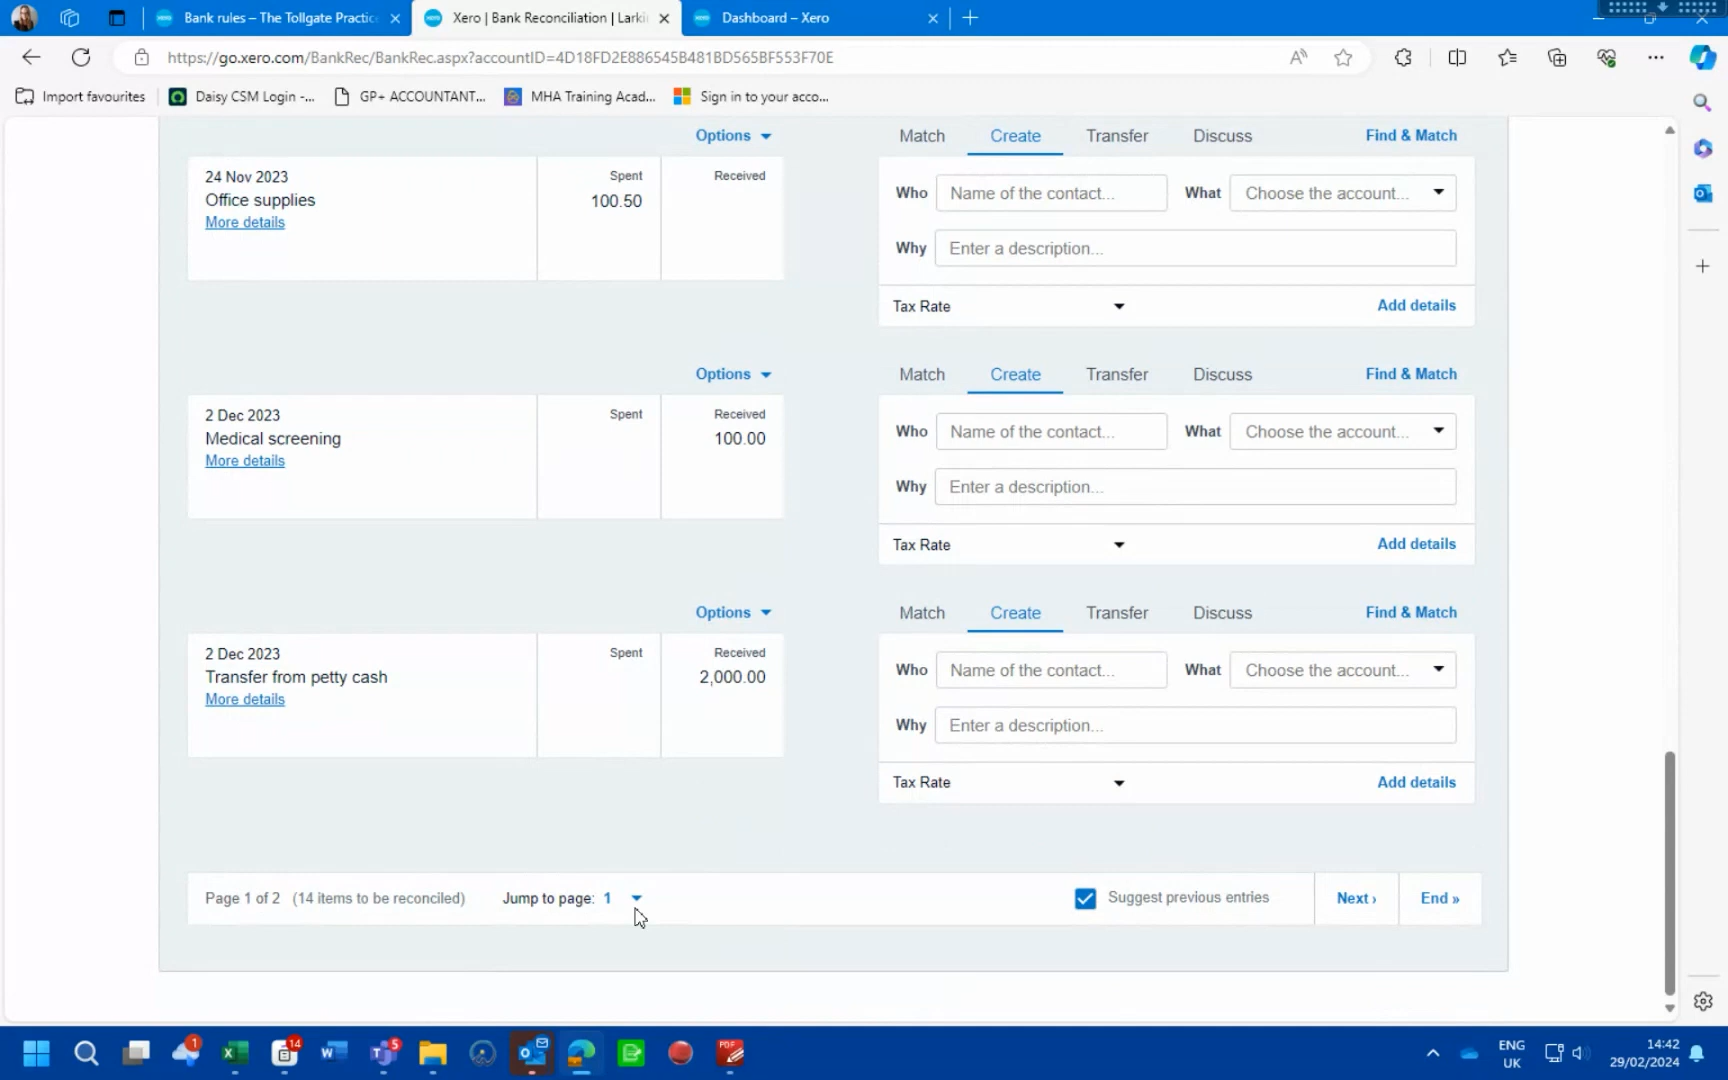 Bank rules – The Tollgate Practic
Xero | Bank Reconciliation | Larki
Dashboard – Xero
https://go.xero.com/BankRec/BankRec.aspx?accountID=4D18FD2E886545B481BD565BF553F70E
Import favourites
Daisy CSM Login -...
GP+ ACCOUNTANT...
MHA Training Acad...
Sign in to your acco...
Options
Match Create Transfer Discuss Find & Match
24 Nov 2023
Office supplies
More details
Spent
100.50
Received
Who Name of the contact... What Choose the account...
Why Enter a description...
Tax Rate Add details
Options
Match Create Transfer Discuss Find & Match
2 Dec 2023
Medical screening
More details
Spent
Received
100.00
Who Name of the contact... What Choose the account...
Why Enter a description...
Tax Rate Add details
Options
Match Create Transfer Discuss Find & Match
2 Dec 2023
Transfer from petty cash
More details
Spent
Received
2,000.00
Who Name of the contact... What Choose the account...
Why Enter a description...
Tax Rate Add details
Page 1 of 2 (14 items to be reconciled) Jump to page: 1 Suggest previous entries Next › End »
1
14
5
PDF
ENG
UK
14:42
29/02/2024